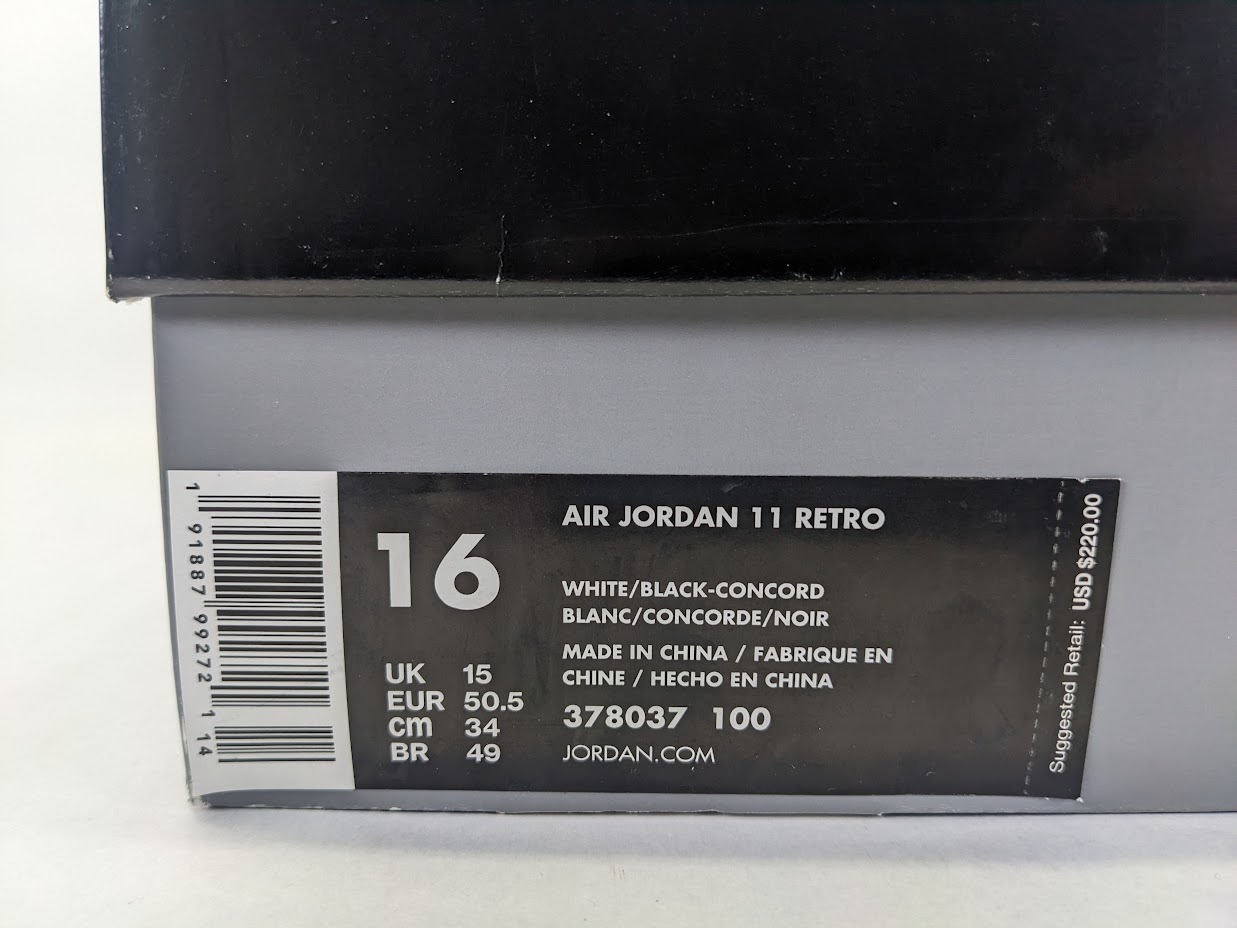 1 91887 99272 1 14
16
UK 15
EUR 50.5
cm 34
BR 49
AIR JORDAN 11 RETRO
WHITE/BLACK-CONCORD
BLANC/CONCORDE/NOIR
MADE IN CHINA / FABRIQUE EN
CHINE / HECHO EN CHINA
378037 100
JORDAN.COM
Suggested Retail: USD $220.00